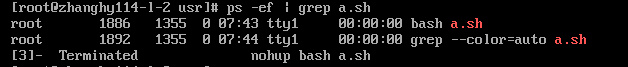 [root@zhanghy114-l-2 usr]# ps -ef | grep a.sh
root 1886 1355 0 07:43 tty1 00:00:00 bash a.sh
root 1892 1355 0 07:44 tty1 00:00:00 grep --color=auto a.sh
[3]- Terminated nohup bash a.sh